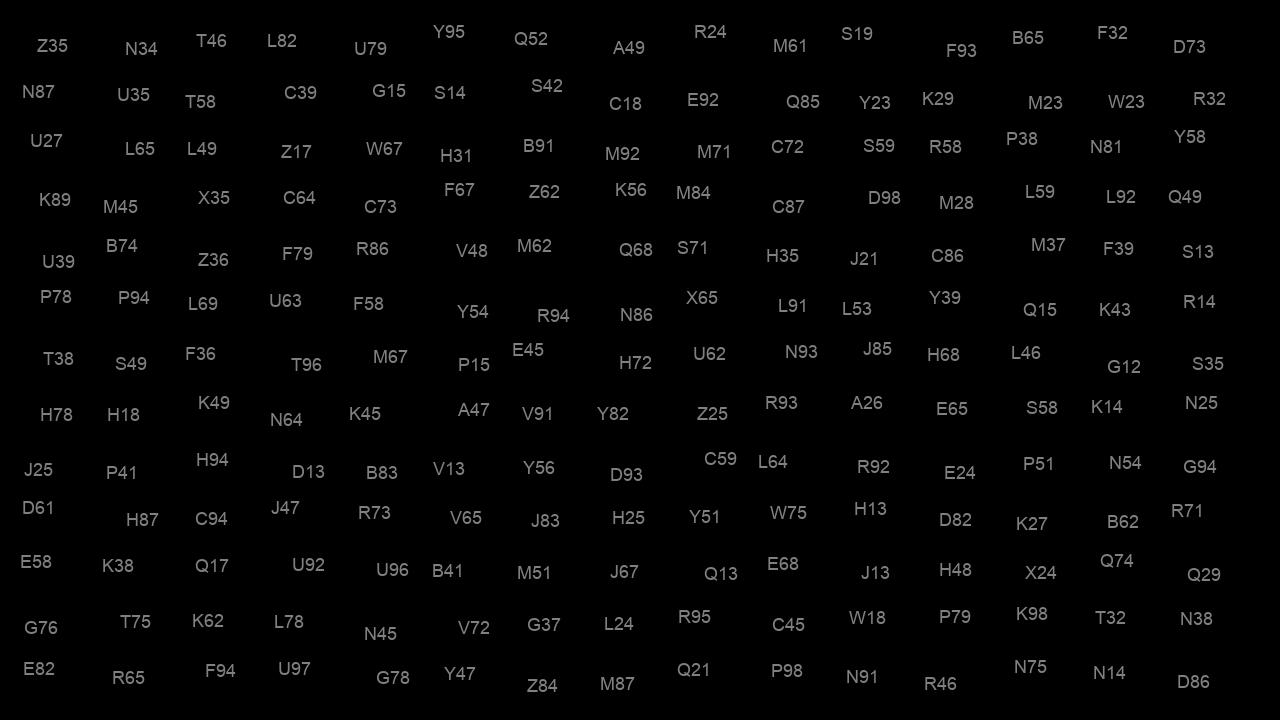 Z35 N34 T46 L82 U79 Y95 Q52 A49 R24 M61 S19 F93 B65 F32 D73
N87 U35 T58 C39 G15 S14 S42 C18 E92 Q85 Y23 K29 M23 W23 R32
U27 L65 L49 Z17 W67 H31 B91 M92 M71 C72 S59 R58 P38 N81 Y58
K89 M45 X35 C64 C73 F67 Z62 K56 M84 C87 D98 M28 L59 L92 Q49
U39 B74 Z36 F79 R86 V48 M62 Q68 S71 H35 J21 C86 M37 F39 S13
P78 P94 L69 U63 F58 Y54 R94 N86 X65 L91 L53 Y39 Q15 K43 R14
T38 S49 F36 T96 M67 P15 E45 H72 U62 N93 J85 H68 L46 G12 S35
H78 H18 K49 N64 K45 A47 V91 Y82 Z25 R93 A26 E65 S58 K14 N25
J25 P41 H94 D13 B83 V13 Y56 D93 C59 L64 R92 E24 P51 N54 G94
D61 H87 C94 J47 R73 V65 J83 H25 Y51 W75 H13 D82 K27 B62 R71
E58 K38 Q17 U92 U96 B41 M51 J67 Q13 E68 J13 H48 X24 Q74 Q29
G76 T75 K62 L78 N45 V72 G37 L24 R95 C45 W18 P79 K98 T32 N38
E82 R65 F94 U97 G78 Y47 Z84 M87 Q21 P98 N91 R46 N75 N14 D86